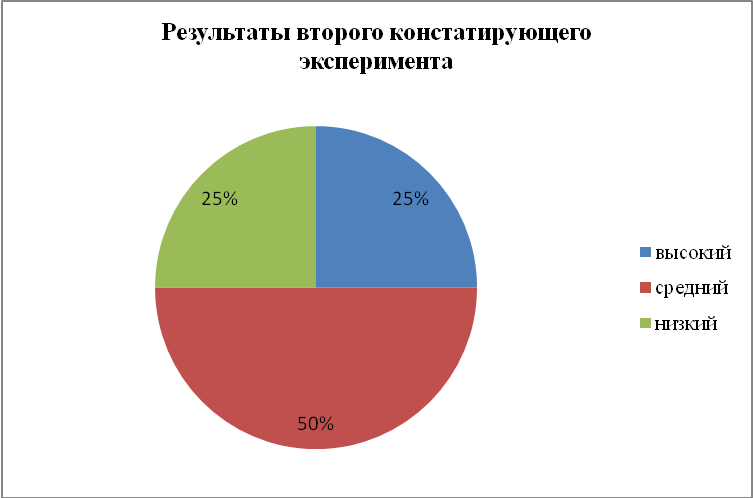 Результаты второго констатирующего
эксперимента
25%
25%
высокий
средний
низкий
50%